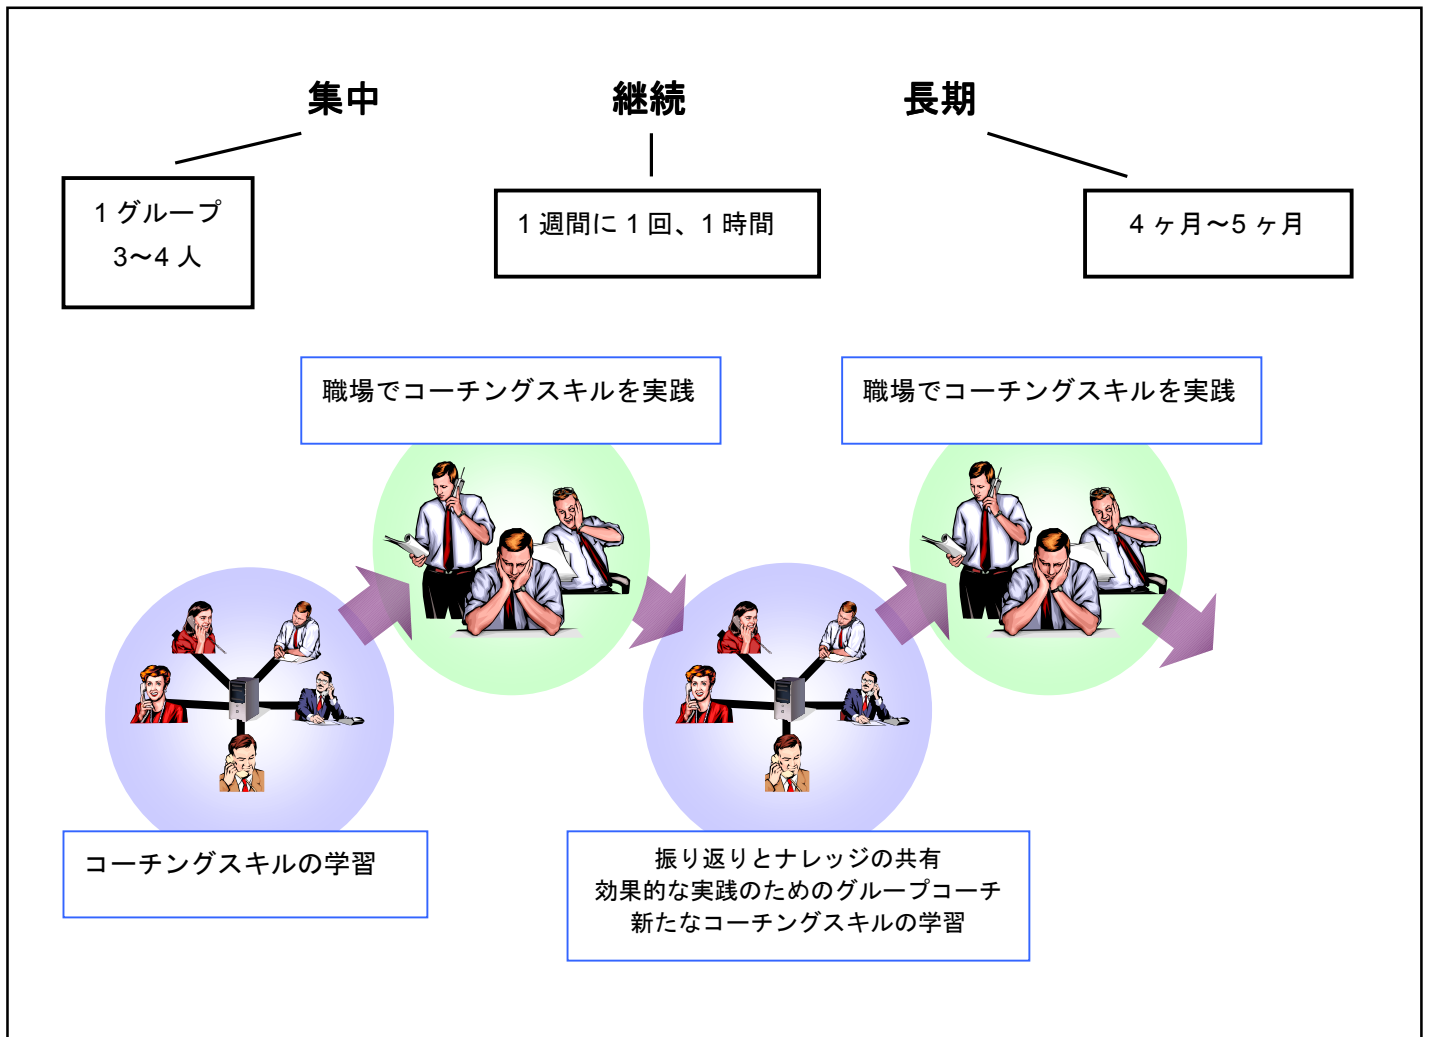 集中 継続 長期
1 グループ
3～4 人
1 週間に 1 回、1 時間
4 ヶ月～5 ヶ月
職場でコーチングスキルを実践
職場でコーチングスキルを実践
コーチングスキルの学習
振り返りとナレッジの共有
効果的な実践のためのグループコーチ
新たなコーチングスキルの学習